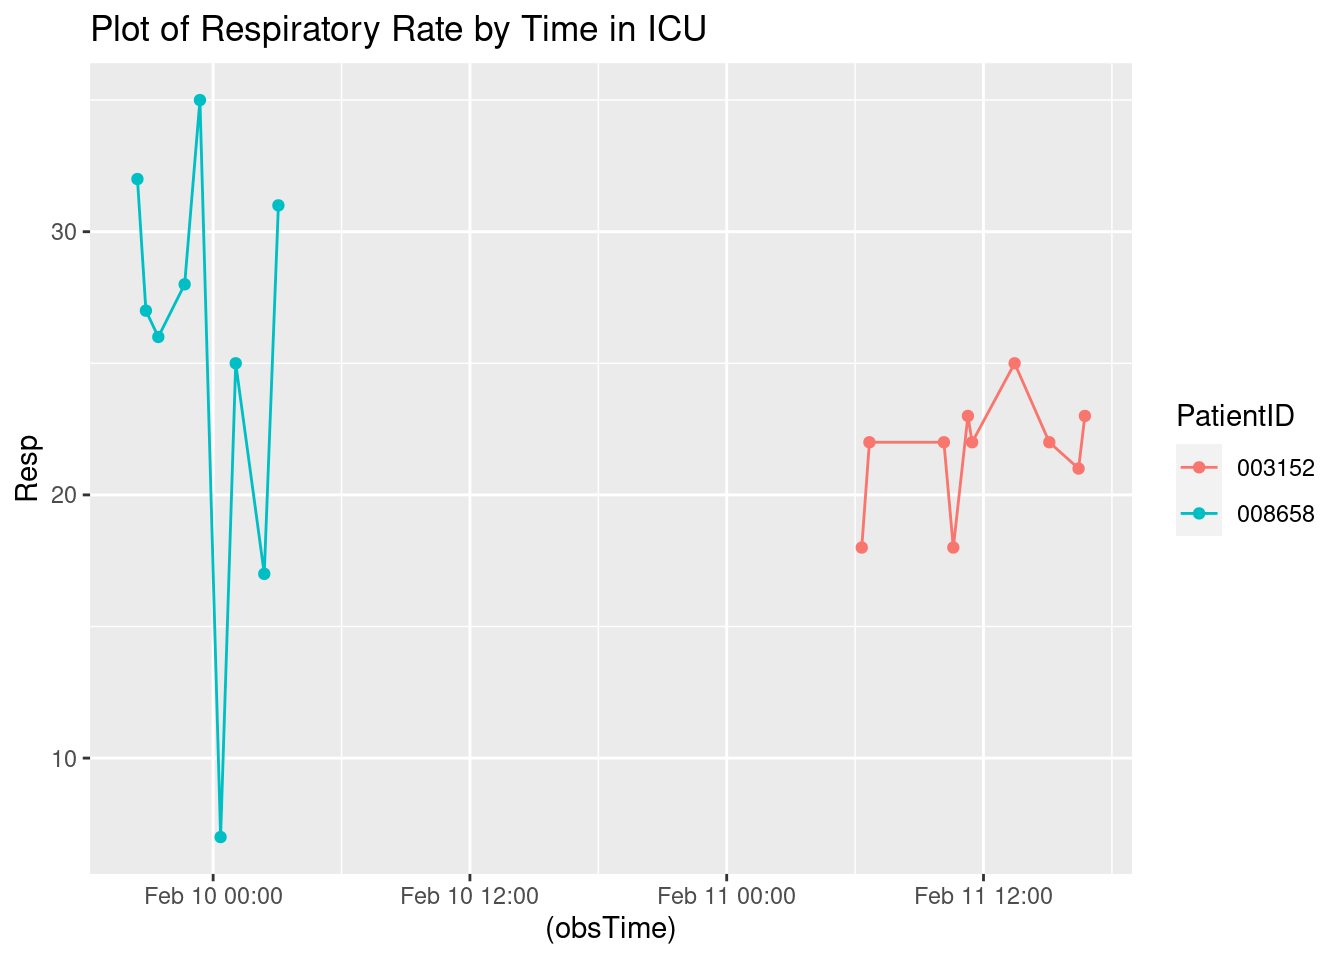 Plot of Respiratory Rate by Time in ICU
Resp
30
20
10
Feb 10 00:00
Feb 10 12:00
Feb 11 00:00
Feb 11 12:00
(obsTime)
PatientID
003152
008658